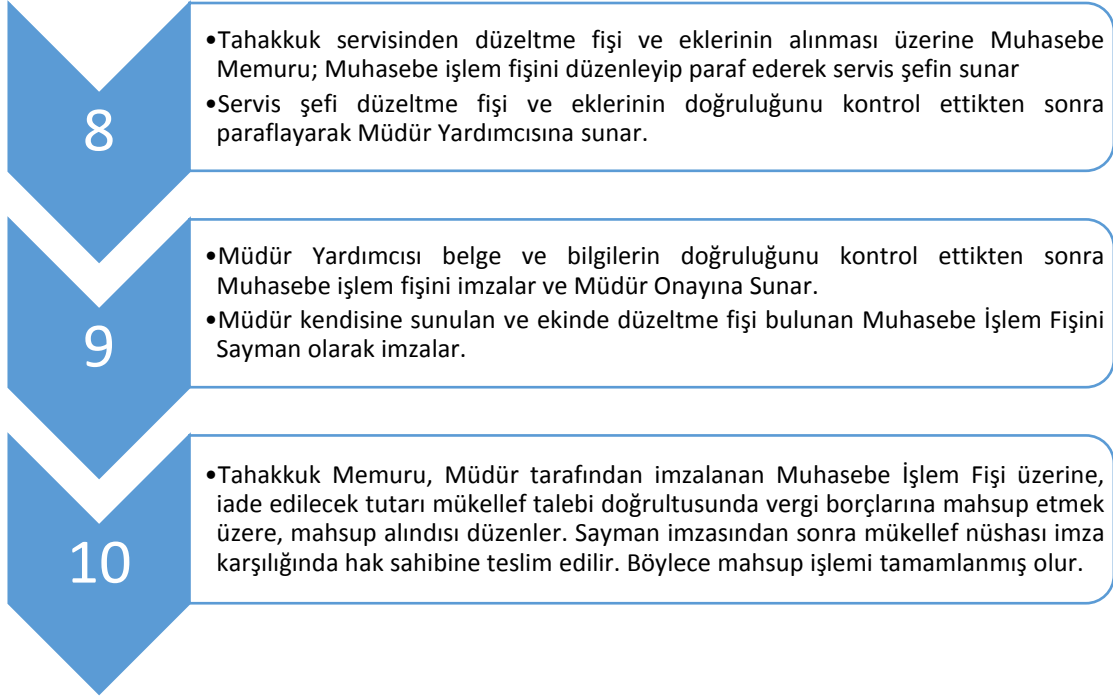 8
•Tahakkuk servisinden düzeltme fişi ve eklerinin alınması üzerine Muhasebe
Memuru; Muhasebe işlem fişini düzenleyip paraf ederek servis şefin sunar
•Servis şefi düzeltme fişi ve eklerinin doğruluğunu kontrol ettikten sonra
paraflayarak Müdür Yardımcısına sunar.
9
•Müdür Yardımcısı belge ve bilgilerin doğruluğunu kontrol ettikten sonra
Muhasebe işlem fişini imzalar ve Müdür Onayına Sunar.
•Müdür kendisine sunulan ve ekinde düzeltme fişi bulunan Muhasebe İşlem Fişini
Sayman olarak imzalar.
10
•Tahakkuk Memuru, Müdür tarafından imzalanan Muhasebe İşlem Fişi üzerine,
iade edilecek tutarı mükellef talebi doğrultusunda vergi borçlarına mahsup etmek
üzere, mahsup alındısı düzenler. Sayman imzasından sonra mükellef nüshası imza
karşılığında hak sahibine teslim edilir. Böylece mahsup işlemi tamamlanmış olur.